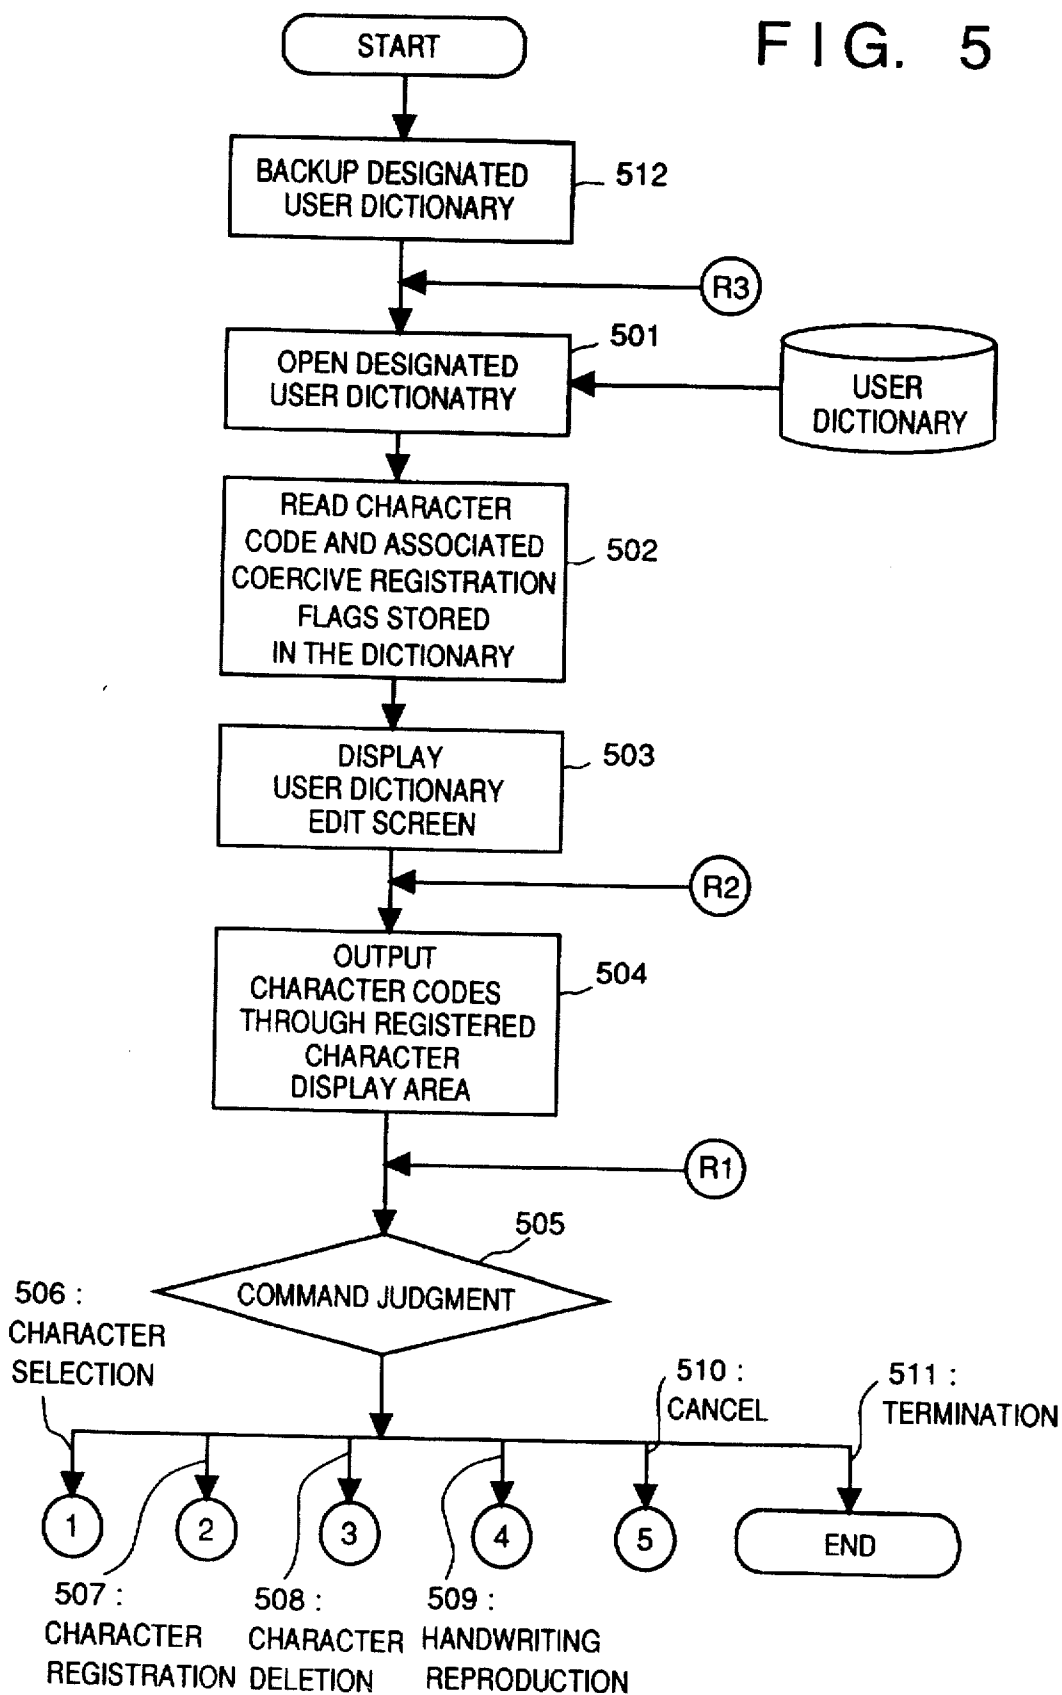 FIG. 5
START
BACKUP DESIGNATED
USER DICTIONARY
512
R3
501
OPEN DESIGNATED
USER DICTIONATRY
USER
DICTIONARY
READ CHARACTER
CODE AND ASSOCIATED
COERCIVE REGISTRATION
FLAGS STORED
IN THE DICTIONARY
502
DISPLAY
USER DICTIONARY
EDIT SCREEN
503
R2
OUTPUT
CHARACTER CODES
THROUGH REGISTERED
CHARACTER
DISPLAY AREA
504
R1
505
COMMAND JUDGMENT
506 :
CHARACTER
SELECTION
510 :
CANCEL
511 :
TERMINATION
1
2
3
4
5
END
507 :
CHARACTER
REGISTRATION
508 :
CHARACTER
DELETION
509 :
HANDWRITING
REPRODUCTION